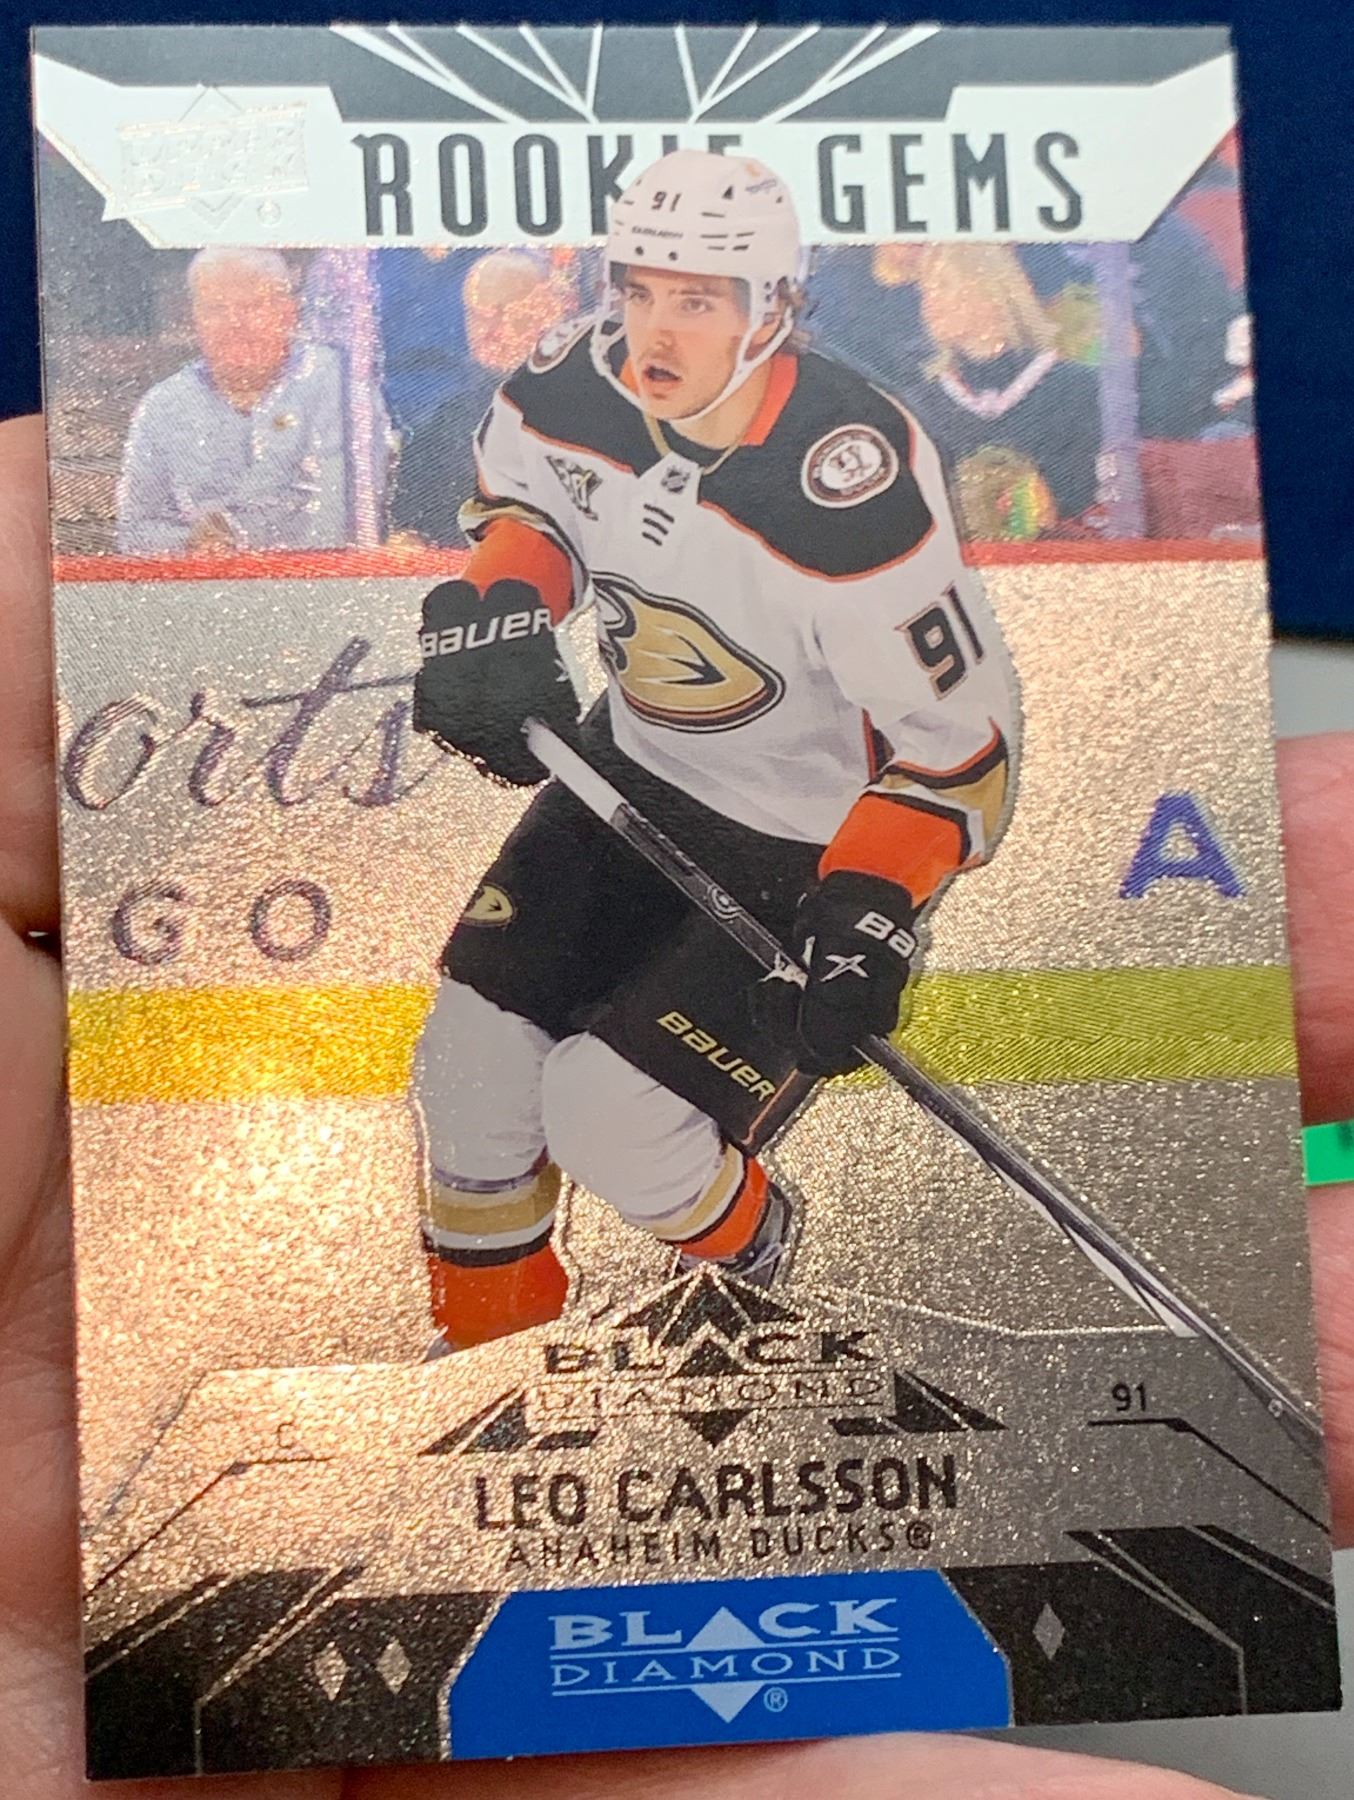 UPPER DECK
ROOKIE GEMS
91
BAUER
91
BAUER
orts
GO
A
BA
BAUER
BLACK
DIAMOND
C
91
LEO CARLSSON
ANAHEIM DUCKS®
BLACK
DIAMOND
®